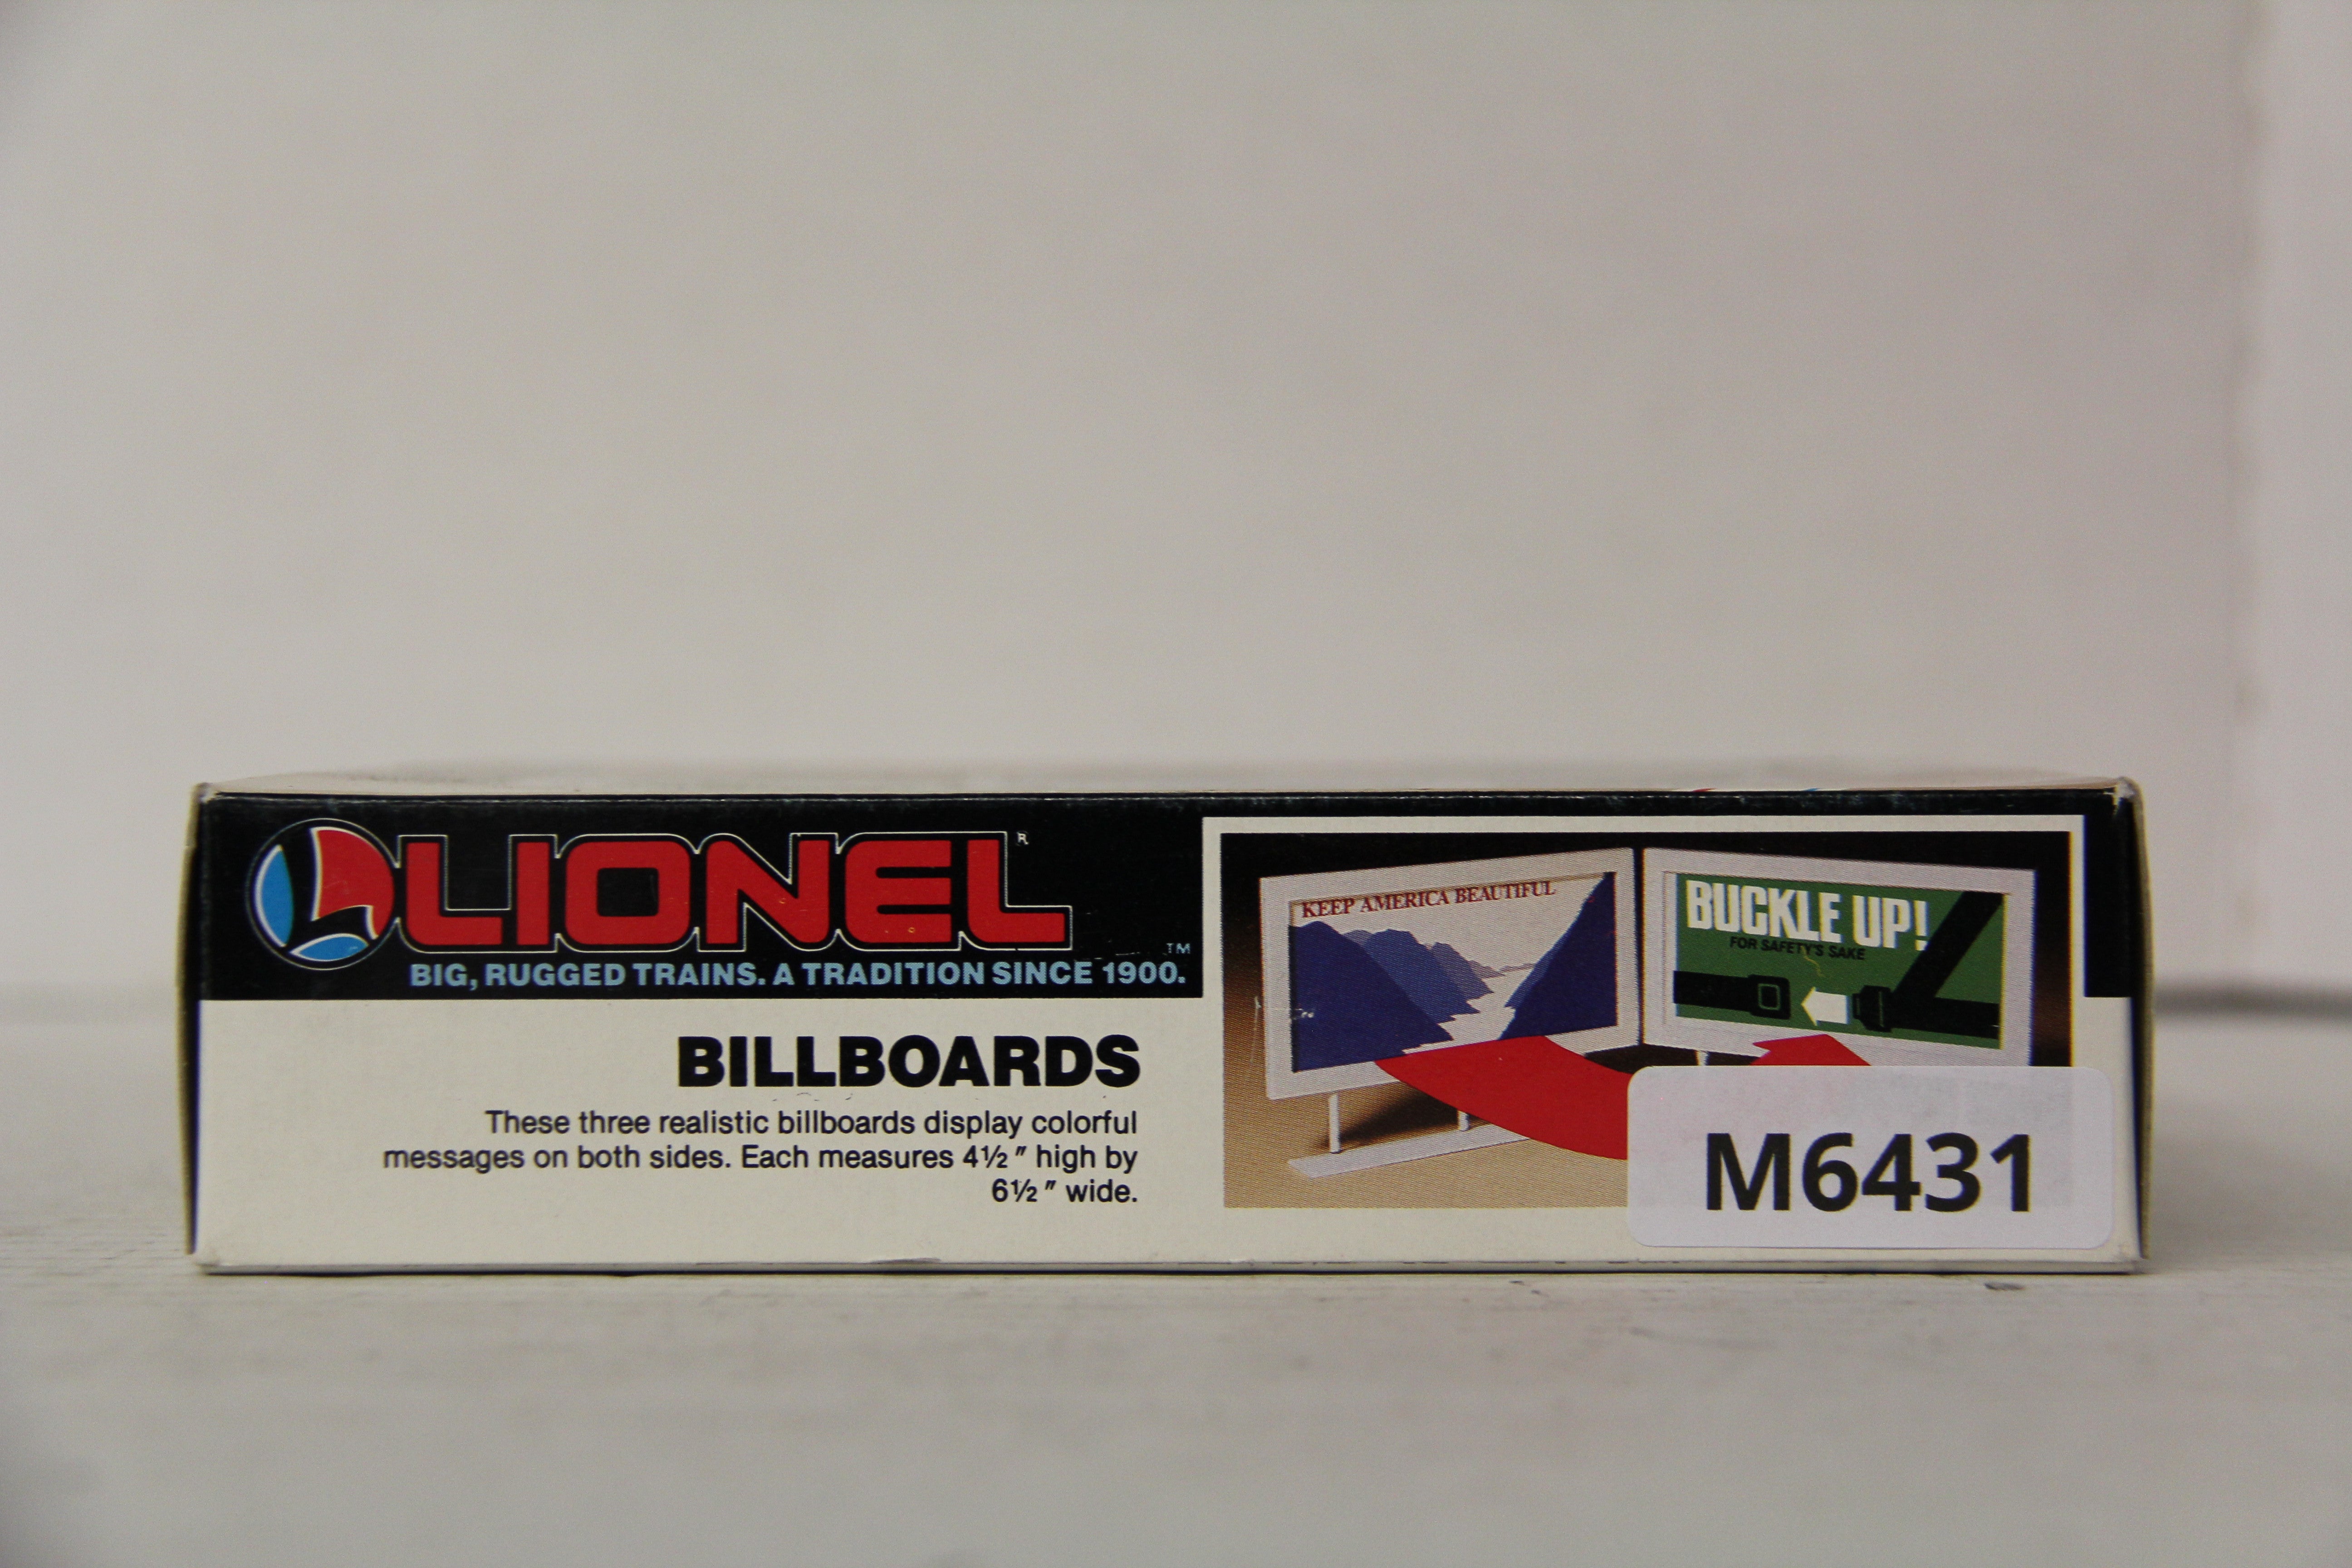 LIONEL®
BIG, RUGGED TRAINS. A TRADITION SINCE 1900.™
BILLBOARDS
These three realistic billboards display colorful
messages on both sides. Each measures 4½" high by
6½" wide.
KEEP AMERICA BEAUTIFUL
BUCKLE UP!
FOR SAFETY'S SAKE
M6431